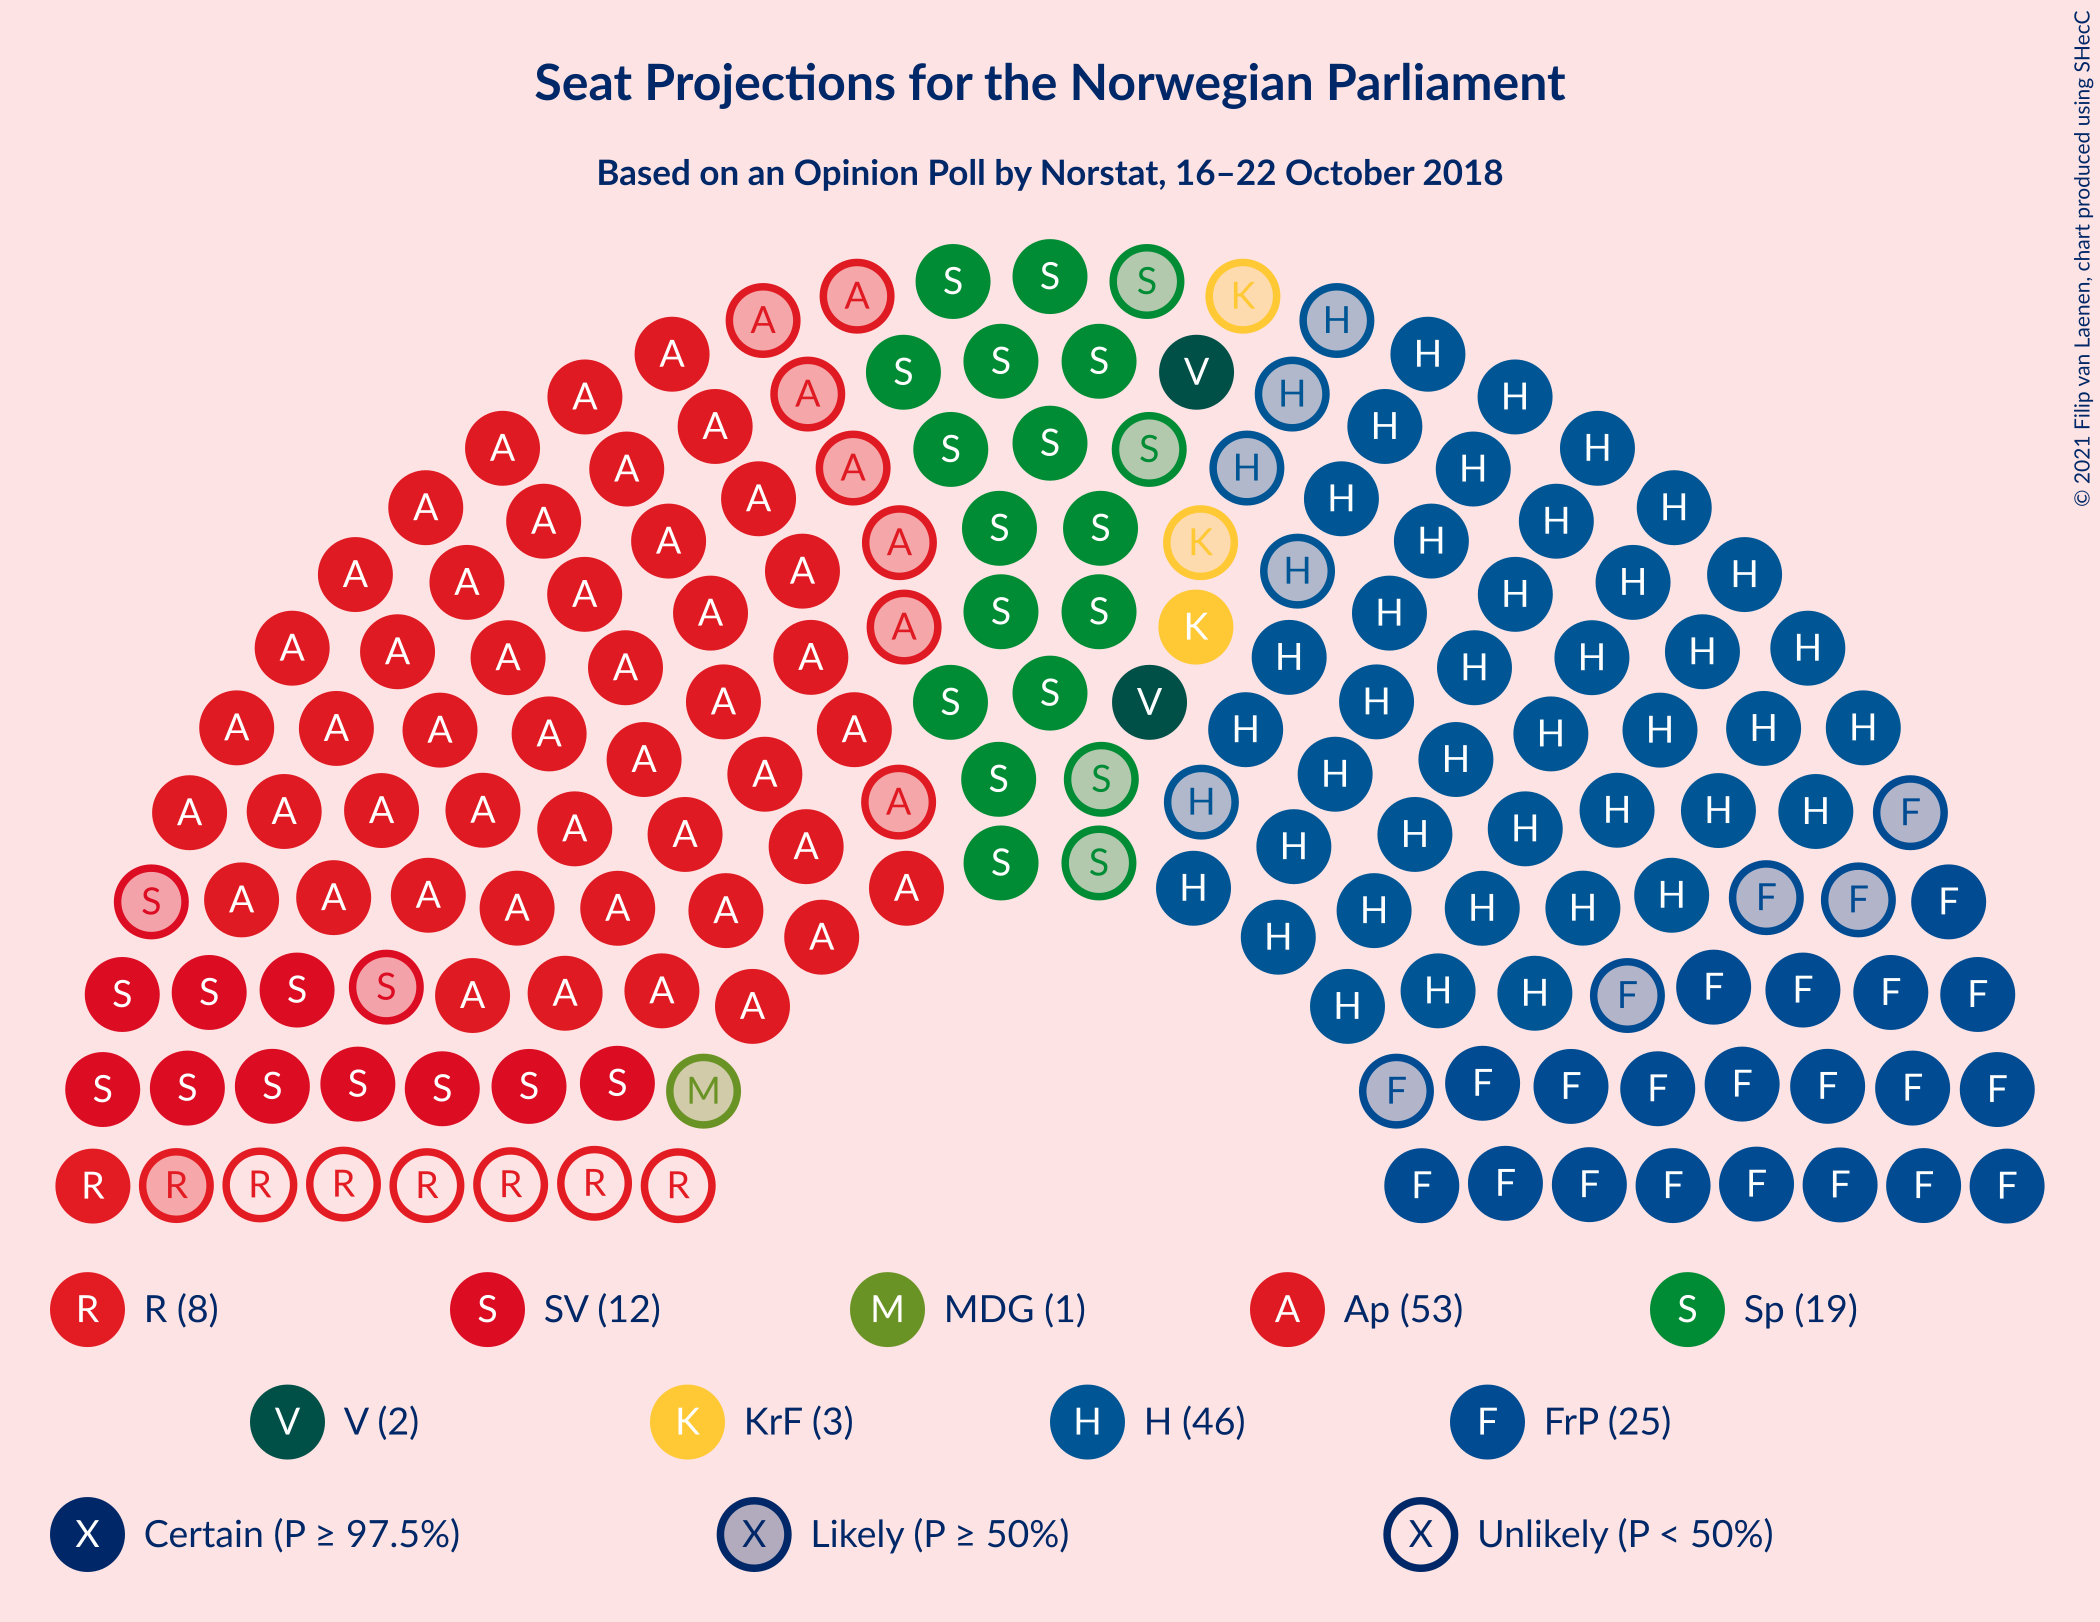 Seat Projections for the Norwegian Parliament
Based on an Opinion Poll by Norstat, 16–22 October 2018
© 2021 Filip van Laenen, chart produced using SHecC
A A S S S K H
A A S S S V H H
A A A S S S H H H
A A A A S S K H H H
A A A A A S S K H H H H
A A A A A A S S V H H H H H
A A A A A A A A S S H H H H H H H F
S A A A A A A A A S S H H H H H H F F F
S S S S A A A A H H H F F F F F
S S S S S S S M F F F F F F F F
R R R R R R R R F F F F F F F F
R R (8) S SV (12) M MDG (1) A Ap (53) S Sp (19)
V V (2) K KrF (3) H H (46) F FrP (25)
X Certain (P ≥ 97.5%) X Likely (P ≥ 50%) X Unlikely (P < 50%)